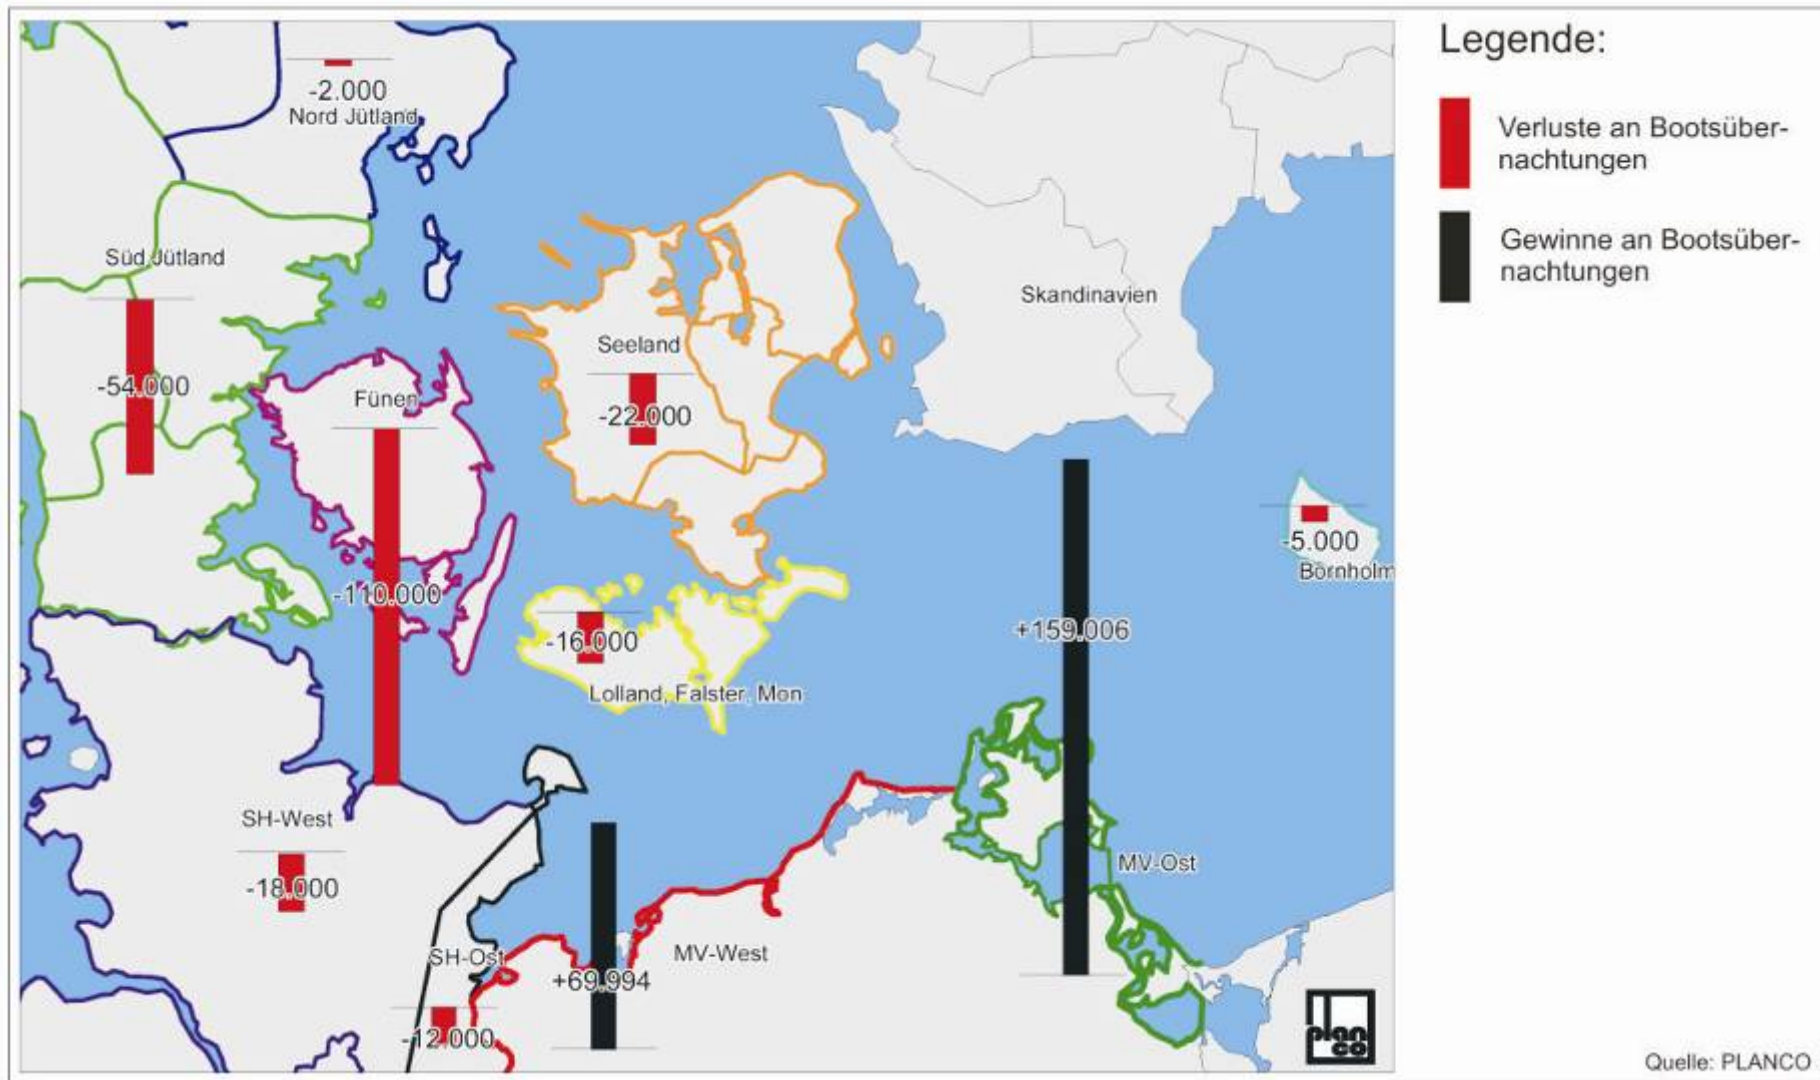 Legende:
Verluste an Bootsüber-
nachtungen
Gewinne an Bootsüber-
nachtungen
-2.000
Nord Jütland
Süd Jütland
-54.000
Fünen
-110.000
Seeland
-22.000
Skandinavien
-5.000
Bornholm
-16.000
Lolland, Falster, Mon
+159.006
SH-West
-18.000
MV-Ost
SH-Ost
-12.000
MV-West
+69.994
plan
co
Quelle: PLANCO